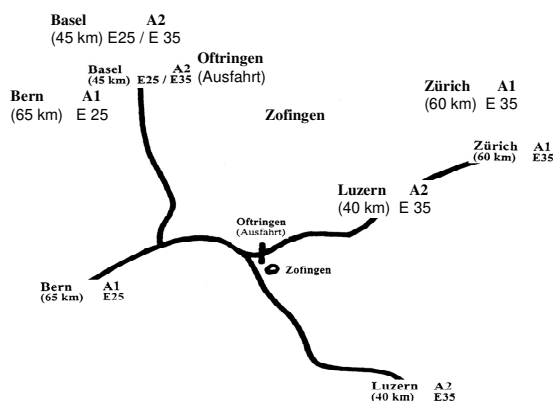 Basel A2
(45 km) E25 / E 35
Oftringen
(Ausfahrt)
Basel A2
(45 km) E25 / E35
Bern A1
(65 km) E 25
Zofingen
Zürich A1
(60 km) E 35
Zürich A1
(60 km) E35
Luzern A2
(40 km) E 35
Oftringen
(Ausfahrt)
Zofingen
Bern A1
(65 km) E25
Luzern A2
(40 km) E35